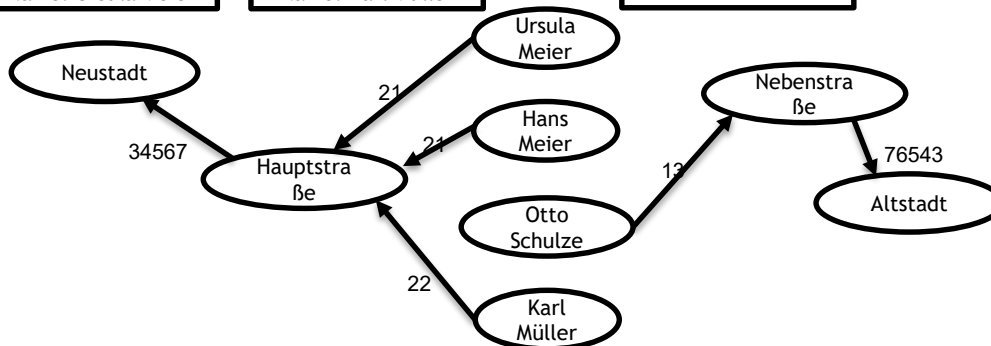 Ursula
Meier
Neustadt
21
Nebenstra
ße
34567
Hans
Meier
21
Hauptstra
ße
13
76543
Otto
Schulze
Altstadt
22
Karl
Müller